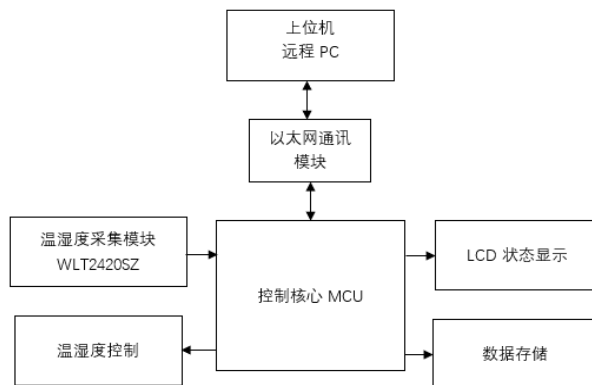 上位机
远程 PC
以太网通讯
模块
温湿度采集模块
WLT2420SZ
控制核心 MCU
LCD 状态显示
温湿度控制
数据存储